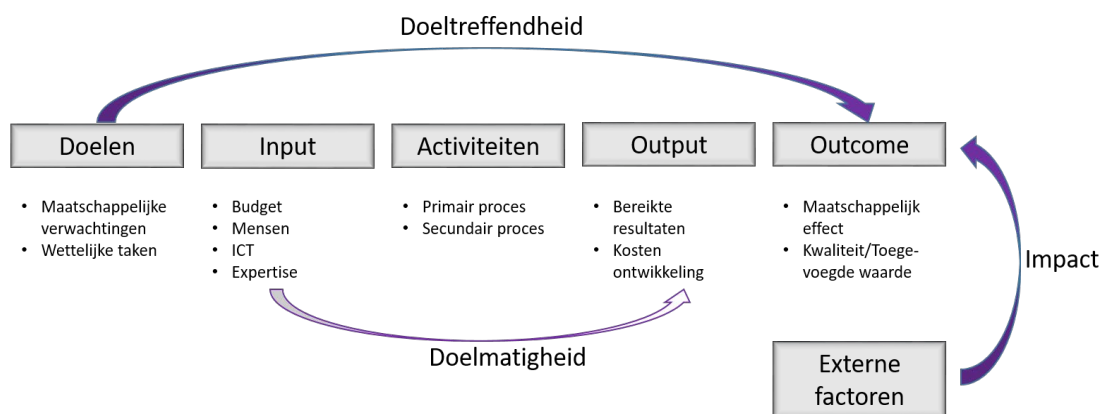 Doeltreffendheid
Doelen
Input
Activiteiten
Output
Outcome
• Maatschappelijke
verwachtingen
• Wettelijke taken
• Budget
• Mensen
• ICT
• Expertise
• Primair proces
• Secundair proces
• Bereikte
resultaten
• Kosten
ontwikkeling
• Maatschappelijk
effect
• Kwaliteit/Toege-
voegde waarde
Impact
Doelmatigheid
Externe
factoren